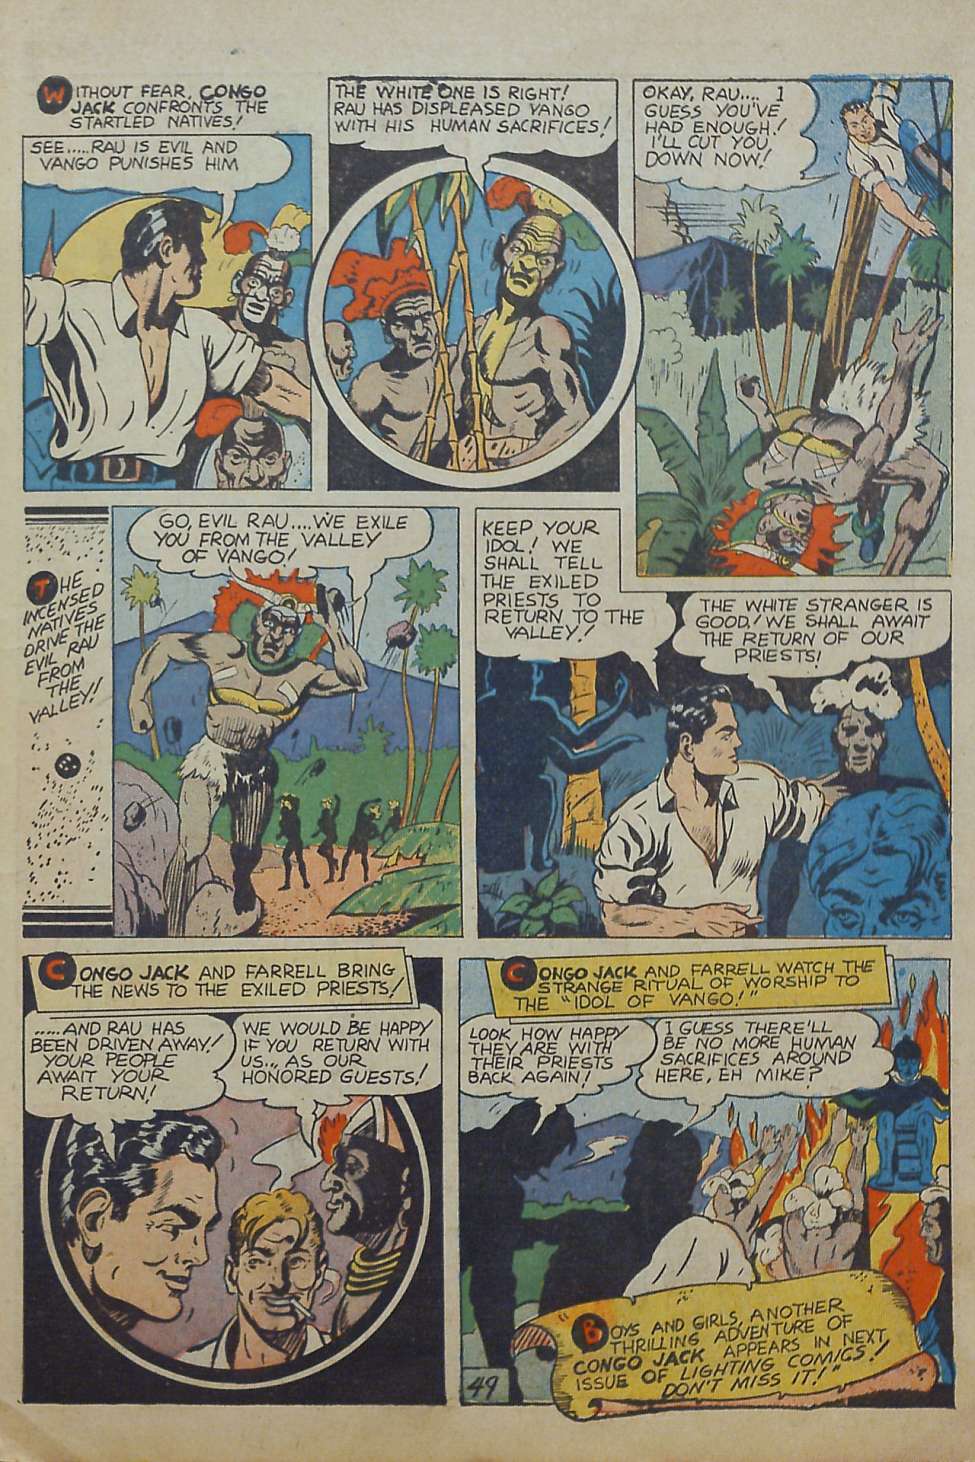 WITHOUT FEAR, CONGO
JACK CONFRONTS THE
STARTLED NATIVES!
SEE.....RAU IS EVIL AND
VANGO PUNISHES HIM
THE WHITE ONE IS RIGHT!
RAU HAS DISPLEASED VANGO
WITH HIS HUMAN SACRIFICES!
OKAY, RAU.... I
GUESS YOU'VE
HAD ENOUGH!
I'LL CUT YOU
DOWN NOW!
THE
INCENSED
NATIVES
DRIVE THE
EVIL RAU
FROM
THE
VALLEY!
GO, EVIL RAU....WE EXILE
YOU FROM THE VALLEY
OF VANGO!
KEEP YOUR
IDOL! WE
SHALL TELL
THE EXILED
PRIESTS TO
RETURN TO THE
VALLEY!
THE WHITE STRANGER IS
GOOD! WE SHALL AWAIT
THE RETURN OF OUR
PRIESTS!
CONGO JACK AND FARRELL BRING
THE NEWS TO THE EXILED PRIESTS!
.....AND RAU HAS
BEEN DRIVEN AWAY!
YOUR PEOPLE
AWAIT YOUR
RETURN!
WE WOULD BE HAPPY
IF YOU RETURN WITH
US... AS OUR
HONORED GUESTS!
CONGO JACK AND FARRELL WATCH THE
STRANGE RITUAL OF WORSHIP TO
THE "IDOL OF VANGO!"
LOOK HOW HAPPY
THEY ARE WITH
THEIR PRIESTS
BACK AGAIN!
I GUESS THERE'LL
BE NO MORE HUMAN
SACRIFICES AROUND
HERE, EH MIKE?
"BOYS AND GIRLS, ANOTHER
THRILLING ADVENTURE OF
CONGO JACK APPEARS IN NEXT
ISSUE OF LIGHTING COMICS!
DON'T MISS IT!"
49